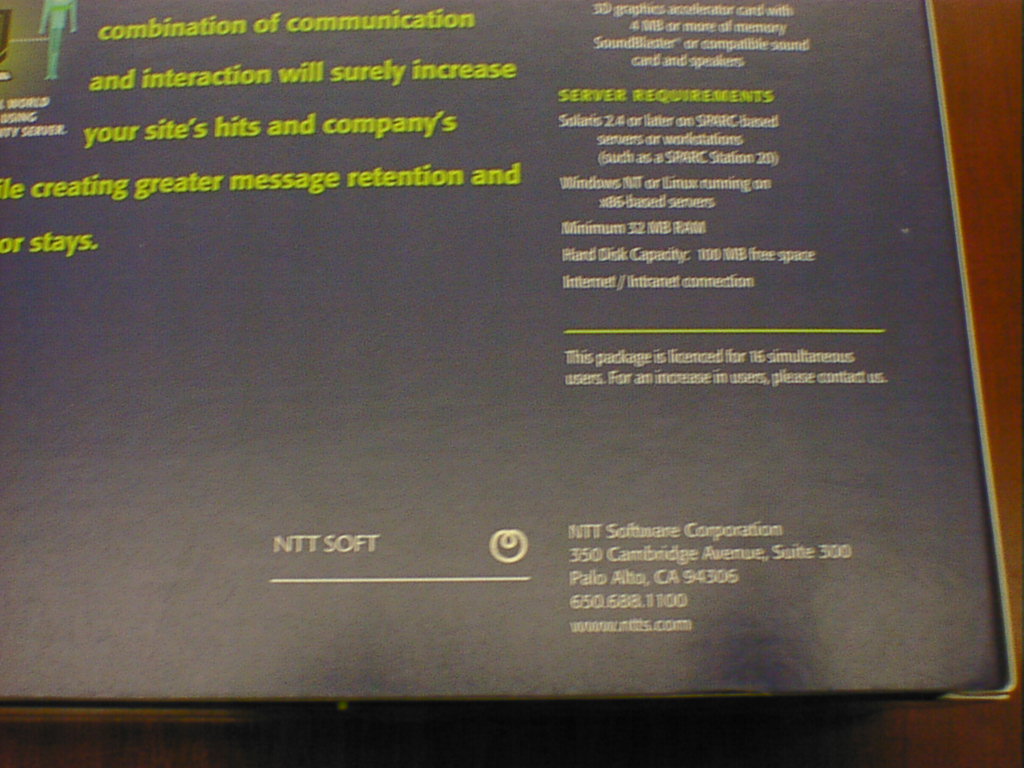 combination of communication
and interaction will surely increase
your site's hits and company's
ile creating greater message retention and
or stays.
L WORLD
USING
ITY SERVER.
3D graphics accelerator card with
4 MB or more of memory
SoundBlaster™ or compatible sound
card and speakers
SERVER REQUIREMENTS
Solaris 2.4 or later on SPARC-based
servers or workstations
(such as a SPARC Station 20)
Windows NT or Linux running on
x86-based servers
Minimum 32 MB RAM
Hard Disk Capacity: 100 MB free space
Internet / Intranet connection
This package is licenced for 16 simultaneous
users. For an increase in users, please contact us.
NTT SOFT
NTT Software Corporation
350 Cambridge Avenue, Suite 300
Palo Alto, CA 94306
650.688.1100
www.ntts.com